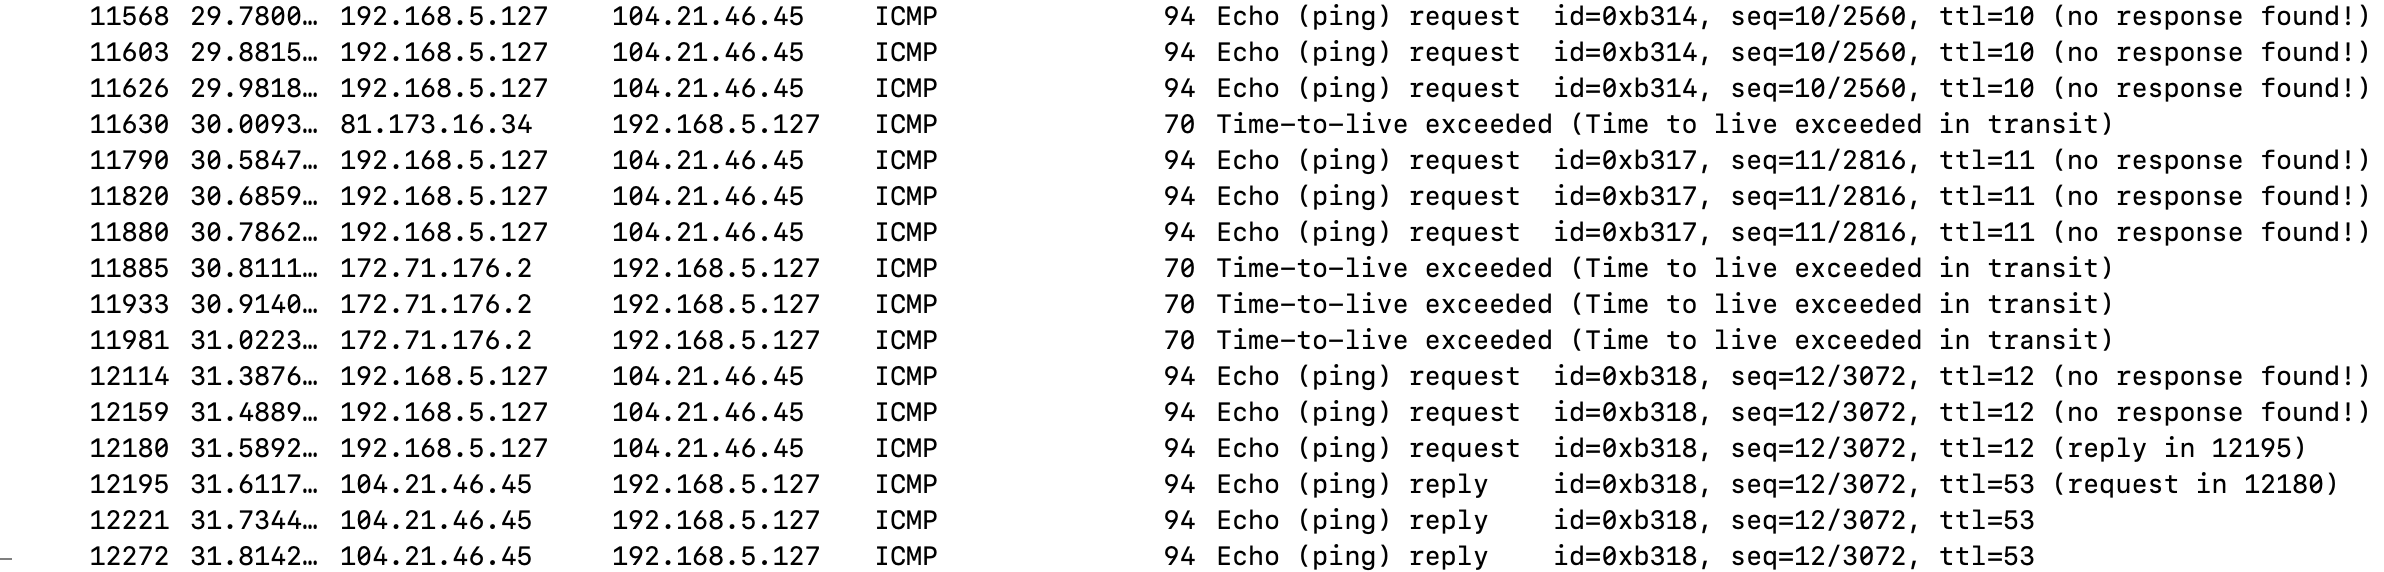 11568 29.7800… 192.168.5.127 104.21.46.45 ICMP 94 Echo (ping) request id=0xb314, seq=10/2560, ttl=10 (no response found!)
11603 29.8815… 192.168.5.127 104.21.46.45 ICMP 94 Echo (ping) request id=0xb314, seq=10/2560, ttl=10 (no response found!)
11626 29.9818… 192.168.5.127 104.21.46.45 ICMP 94 Echo (ping) request id=0xb314, seq=10/2560, ttl=10 (no response found!)
11630 30.0093… 81.173.16.34 192.168.5.127 ICMP 70 Time-to-live exceeded (Time to live exceeded in transit)
11790 30.5847… 192.168.5.127 104.21.46.45 ICMP 94 Echo (ping) request id=0xb317, seq=11/2816, ttl=11 (no response found!)
11820 30.6859… 192.168.5.127 104.21.46.45 ICMP 94 Echo (ping) request id=0xb317, seq=11/2816, ttl=11 (no response found!)
11880 30.7862… 192.168.5.127 104.21.46.45 ICMP 94 Echo (ping) request id=0xb317, seq=11/2816, ttl=11 (no response found!)
11885 30.8111… 172.71.176.2 192.168.5.127 ICMP 70 Time-to-live exceeded (Time to live exceeded in transit)
11933 30.9140… 172.71.176.2 192.168.5.127 ICMP 70 Time-to-live exceeded (Time to live exceeded in transit)
11981 31.0223… 172.71.176.2 192.168.5.127 ICMP 70 Time-to-live exceeded (Time to live exceeded in transit)
12114 31.3876… 192.168.5.127 104.21.46.45 ICMP 94 Echo (ping) request id=0xb318, seq=12/3072, ttl=12 (no response found!)
12159 31.4889… 192.168.5.127 104.21.46.45 ICMP 94 Echo (ping) request id=0xb318, seq=12/3072, ttl=12 (no response found!)
12180 31.5892… 192.168.5.127 104.21.46.45 ICMP 94 Echo (ping) request id=0xb318, seq=12/3072, ttl=12 (reply in 12195)
12195 31.6117… 104.21.46.45 192.168.5.127 ICMP 94 Echo (ping) reply id=0xb318, seq=12/3072, ttl=53 (request in 12180)
12221 31.7344… 104.21.46.45 192.168.5.127 ICMP 94 Echo (ping) reply id=0xb318, seq=12/3072, ttl=53
12272 31.8142… 104.21.46.45 192.168.5.127 ICMP 94 Echo (ping) reply id=0xb318, seq=12/3072, ttl=53